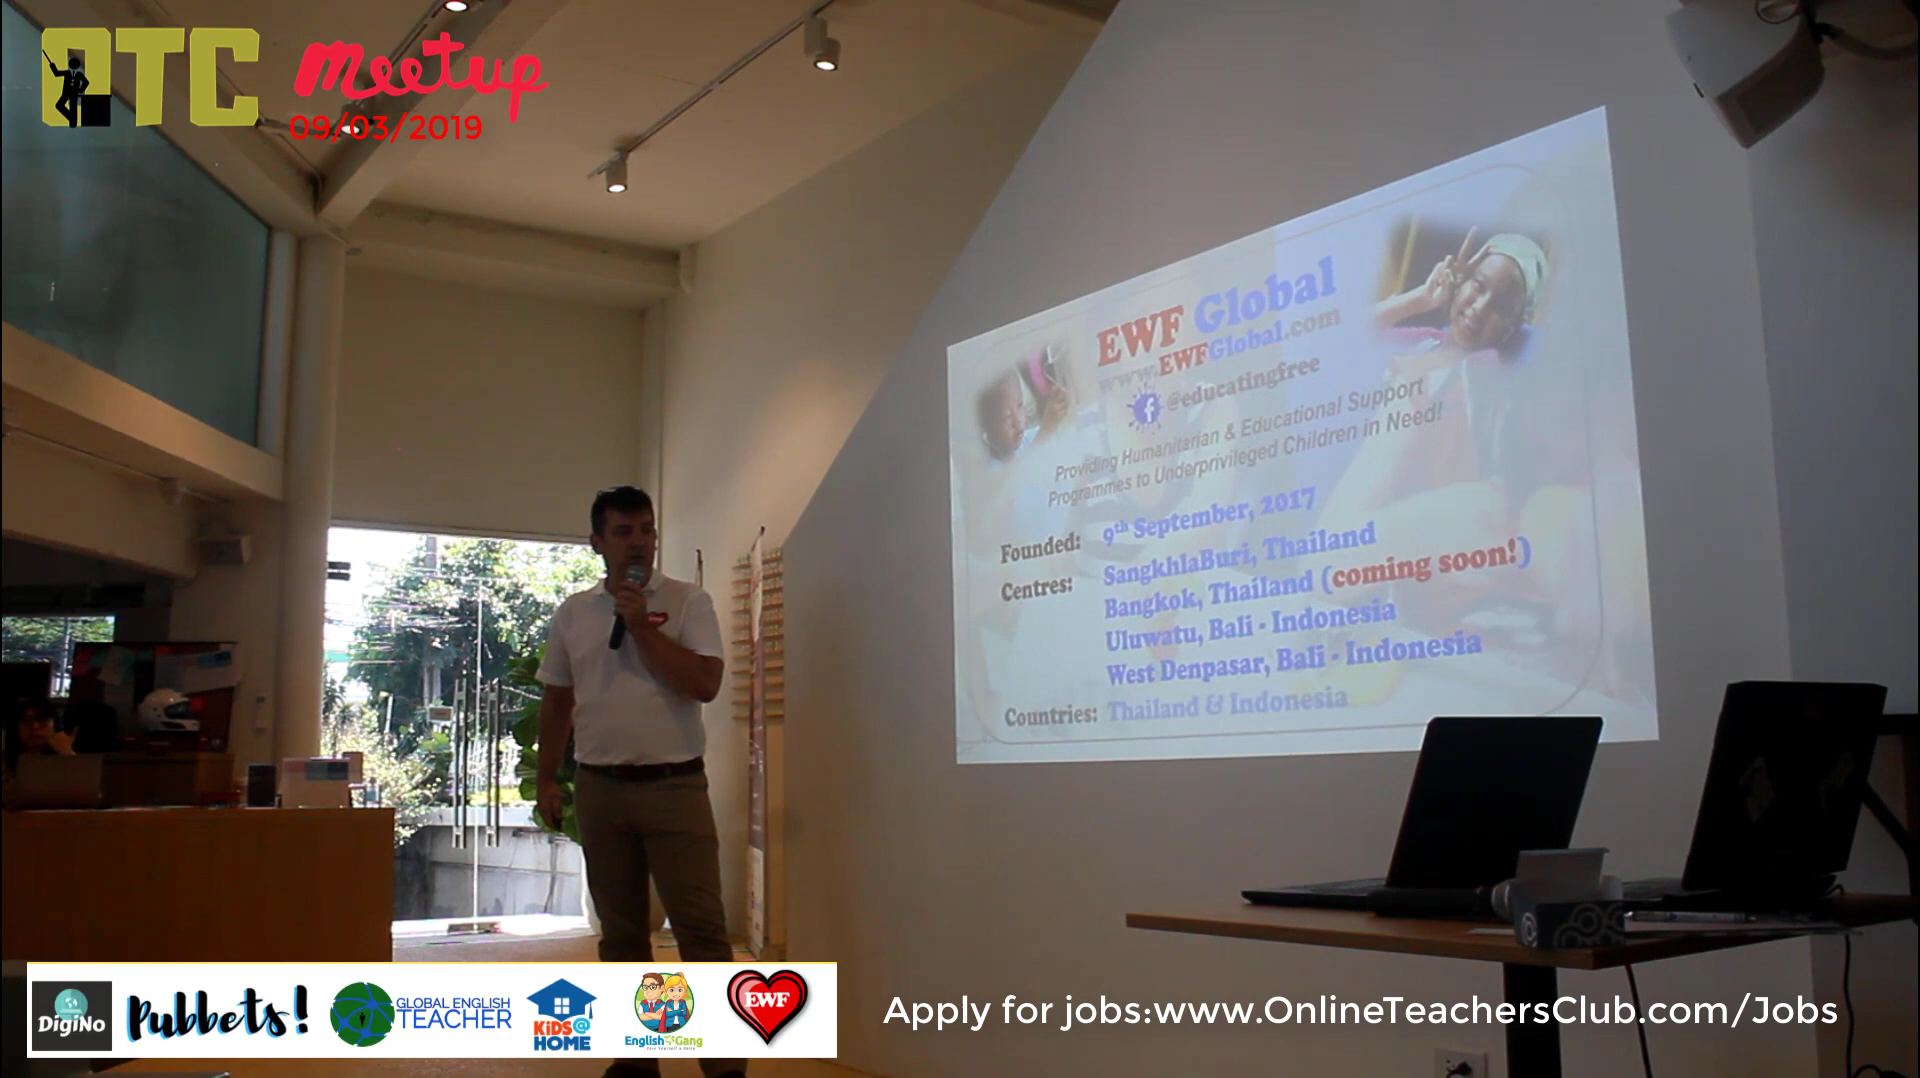 OTC meetup
09/03/2019
EWF Global
www.EWFGlobal.com
@educatingfree
Providing Humanitarian & Educational Support
Programmes to Underprivileged Children in Need!
Founded: 9th September, 2017
Centres: SangkhlaBuri, Thailand
Bangkok, Thailand (coming soon!)
Uluwatu, Bali - Indonesia
West Denpasar, Bali - Indonesia
Countries: Thailand & Indonesia
DigiNo
Pubbets!
GLOBAL ENGLISH
TEACHER
KiDS@
HOME
English Gang
EWF
Apply for jobs:www.OnlineTeachersClub.com/Jobs